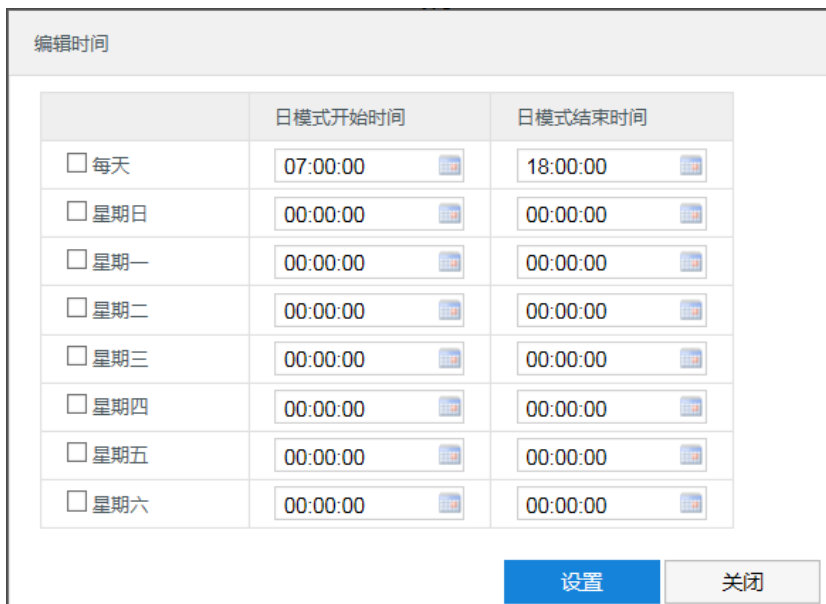 编辑时间
日模式开始时间 日模式结束时间
每天 07:00:00 18:00:00
星期日 00:00:00 00:00:00
星期一 00:00:00 00:00:00
星期二 00:00:00 00:00:00
星期三 00:00:00 00:00:00
星期四 00:00:00 00:00:00
星期五 00:00:00 00:00:00
星期六 00:00:00 00:00:00
设置 关闭